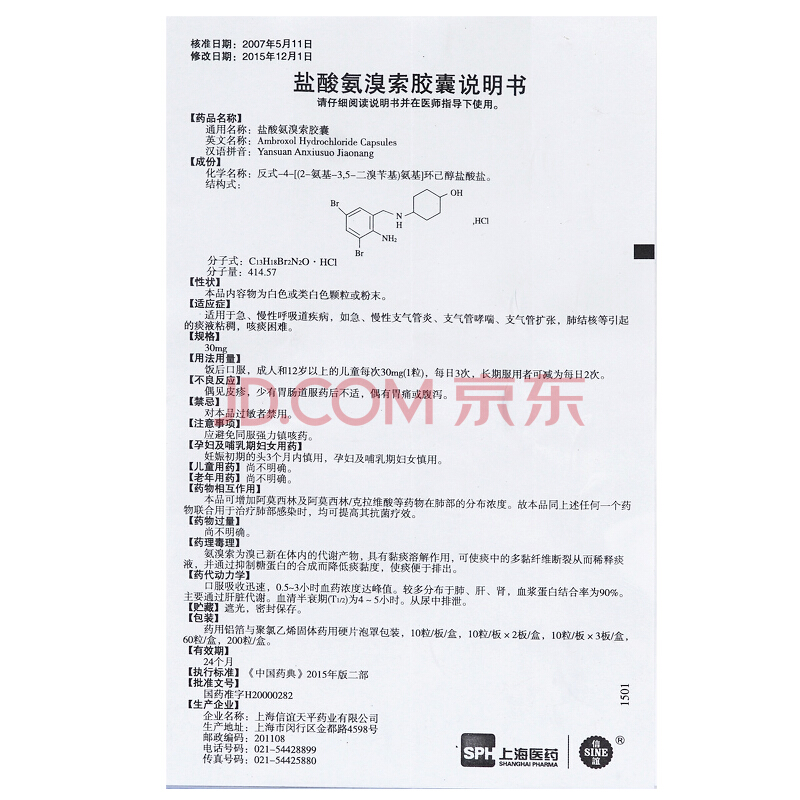 核准日期：2007年5月11日
修改日期：2015年12月1日
盐酸氨溴索胶囊说明书
请仔细阅读说明书并在医师指导下使用。
【药品名称】
通用名称：盐酸氨溴索胶囊
英文名称：Ambroxol Hydrochloride Capsules
汉语拼音：Yansuan Anxiusuo Jiaonang
【成份】
化学名称：反式-4-[(2-氨基-3,5-二溴苄基)氨基]环己醇盐酸盐。
结构式：
OH
Br
N
H
,HCl
NH₂
Br
分子式：C13H18Br2N2O·HCl
分子量：414.57
【性状】
本品内容物为白色或类白色颗粒或粉末。
【适应症】
适用于急、慢性呼吸道疾病，如急、慢性支气管炎、支气管哮喘、支气管扩张，肺结核等引起
的痰液粘稠，咳痰困难。
【规格】
30mg
【用法用量】
饭后口服，成人和12岁以上的儿童每次30mg(1粒)，每日3次，长期服用者可减为每日2次。
【不良反应】
偶见皮疹，少有胃肠道服药后不适，偶有胃痛或腹泻。
JD.COM 京东
【禁忌】
对本品过敏者禁用。
【注意事项】
应避免同服强力镇咳药。
【孕妇及哺乳期妇女用药】
妊娠初期的头3个月内慎用，孕妇及哺乳期妇女慎用。
【儿童用药】尚不明确。
【老年用药】尚不明确。
【药物相互作用】
本品可增加阿莫西林及阿莫西林/克拉维酸等药物在肺部的分布浓度。故本品同上述任何一个药
物联合用于治疗肺部感染时，均可提高其抗菌疗效。
【药物过量】
尚不明确。
【药理毒理】
氨溴索为溴己新在体内的代谢产物，具有黏痰溶解作用，可使痰中的多黏纤维断裂从而稀释痰
液，并通过抑制糖蛋白的合成而降低痰黏度，使痰便于排出。
【药代动力学】
口服吸收迅速，0.5~3小时血药浓度达峰值。较多分布于肺、肝、肾，血浆蛋白结合率为90%。
主要通过肝脏代谢。血清半衰期(T1/2)为4~5小时。从尿中排泄。
【贮藏】遮光，密封保存。
【包装】
药用铝箔与聚氯乙烯固体药用硬片泡罩包装，10粒/板/盒，10粒/板×2板/盒，10粒/板×3板/盒，
60粒/盒，200粒/盒。
【有效期】
24个月
【执行标准】《中国药典》2015年版二部
【批准文号】
国药准字H20000282
【生产企业】
企业名称：上海信谊天平药业有限公司
生产地址：上海市闵行区金都路4598号
邮政编码：201108
电话号码：021-54428899
传真号码：021-54425880
1501
SPH 上海医药
SHANGHAI PHARMA
信
SINE
谊
®